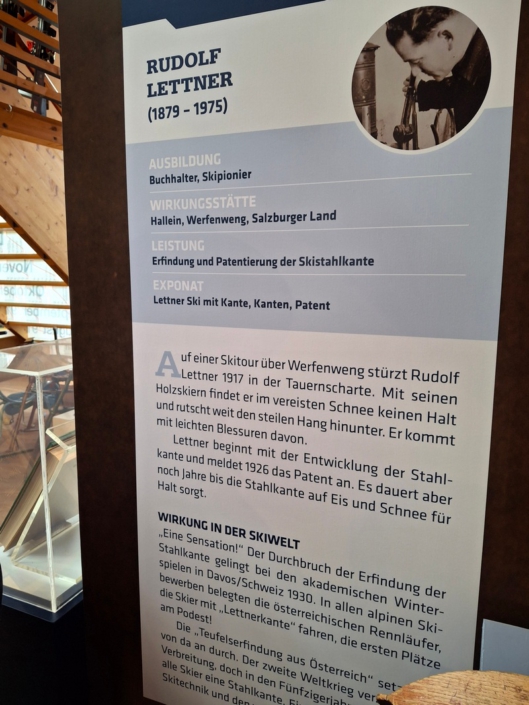 RUDOLF
LETTNER
(1879 – 1975)
AUSBILDUNG
Buchhalter, Skipionier
WIRKUNGSSTÄTTE
Hallein, Werfenweng, Salzburger Land
LEISTUNG
Erfindung und Patentierung der Skistahlkante
EXPONAT
Lettner Ski mit Kante, Kanten, Patent
Auf einer Skitour über Werfenweng stürzt Rudolf
Lettner 1917 in der Tauernscharte. Mit seinen
Holzskiern findet er im vereisten Schnee keinen Halt
und rutscht weit den steilen Hang hinunter. Er kommt
mit leichten Blessuren davon.
Lettner beginnt mit der Entwicklung der Stahl-
kante und meldet 1926 das Patent an. Es dauert aber
noch Jahre bis die Stahlkante auf Eis und Schnee für
Halt sorgt.
WIRKUNG IN DER SKIWELT
„Eine Sensation!" Der Durchbruch der Erfindung der
Stahlkante gelingt bei den akademischen Winter-
spielen in Davos/Schweiz 1930. In allen alpinen Ski-
bewerben belegten die österreichischen Rennläufer,
die Skier mit „Lettnerkante" fahren, die ersten Plätze
am Podest!
Die „Teufelserfindung aus Österreich"
von da an durch. Der zweite Weltkrieg
Verbreitung, doch in den
alle Skier eine Stahlkante.
Skitechnik und